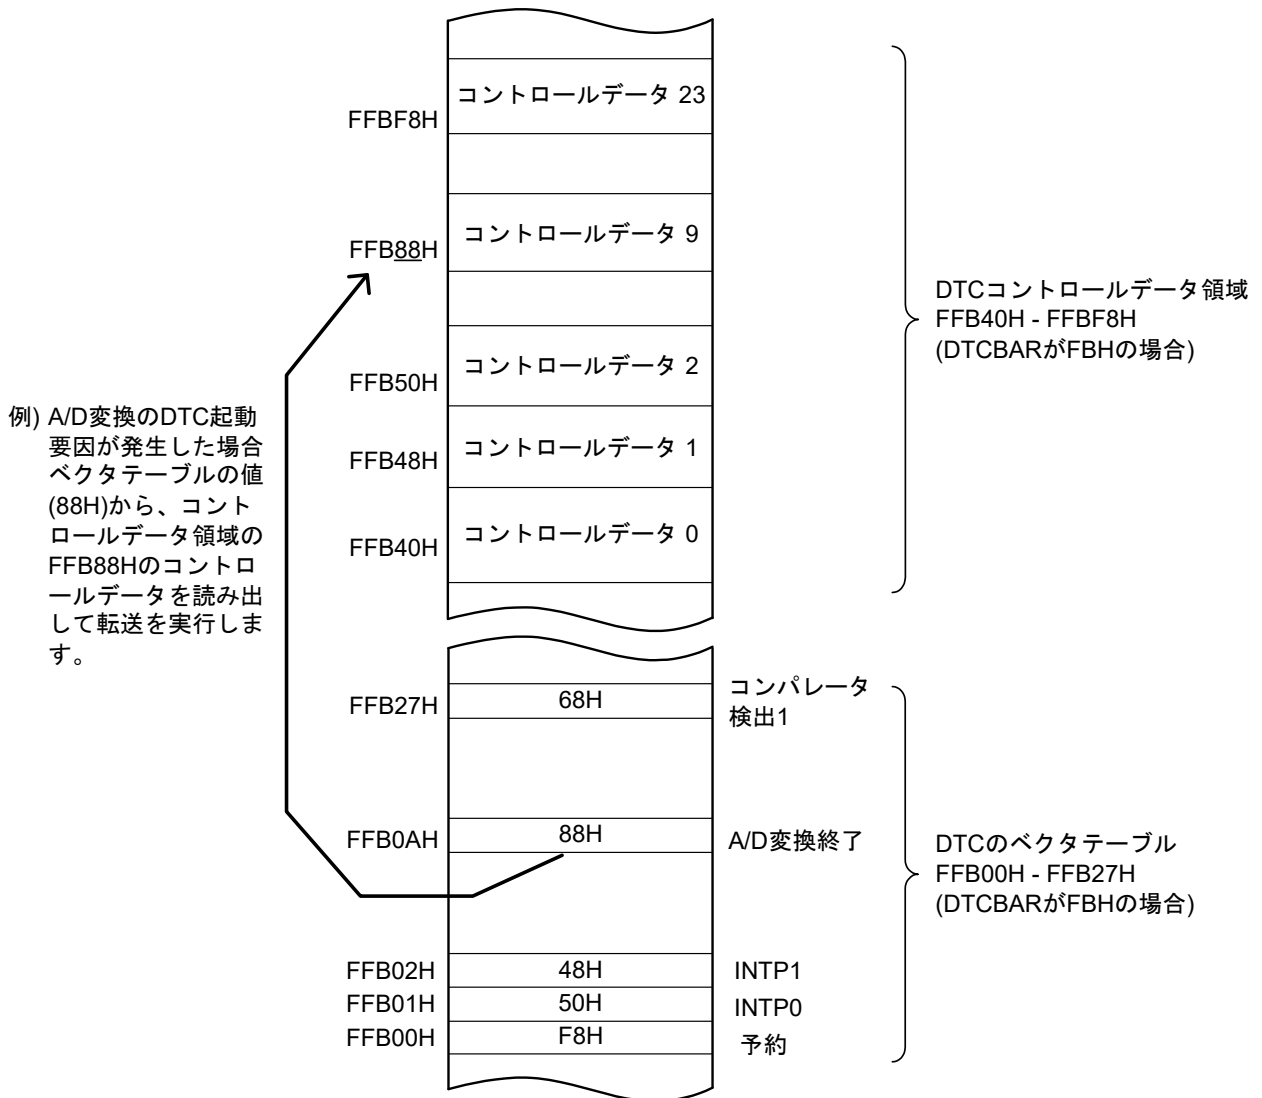 コントロールデータ 23
FFBF8H
コントロールデータ 9
FFB88H
DTCコントロールデータ領域
FFB40H - FFBF8H
(DTCBARがFBHの場合)
コントロールデータ 2
FFB50H
例) A/D変換のDTC起動
要因が発生した場合
ベクタテーブルの値
(88H)から、コント
ロールデータ領域の
FFB88Hのコントロ
ールデータを読み出
して転送を実行しま
す。
コントロールデータ 1
FFB48H
コントロールデータ 0
FFB40H
FFB27H
68H
コンパレータ
検出1
FFB0AH
88H
A/D変換終了
DTCのベクタテーブル
FFB00H - FFB27H
(DTCBARがFBHの場合)
FFB02H
48H
INTP1
FFB01H
50H
INTP0
FFB00H
F8H
予約